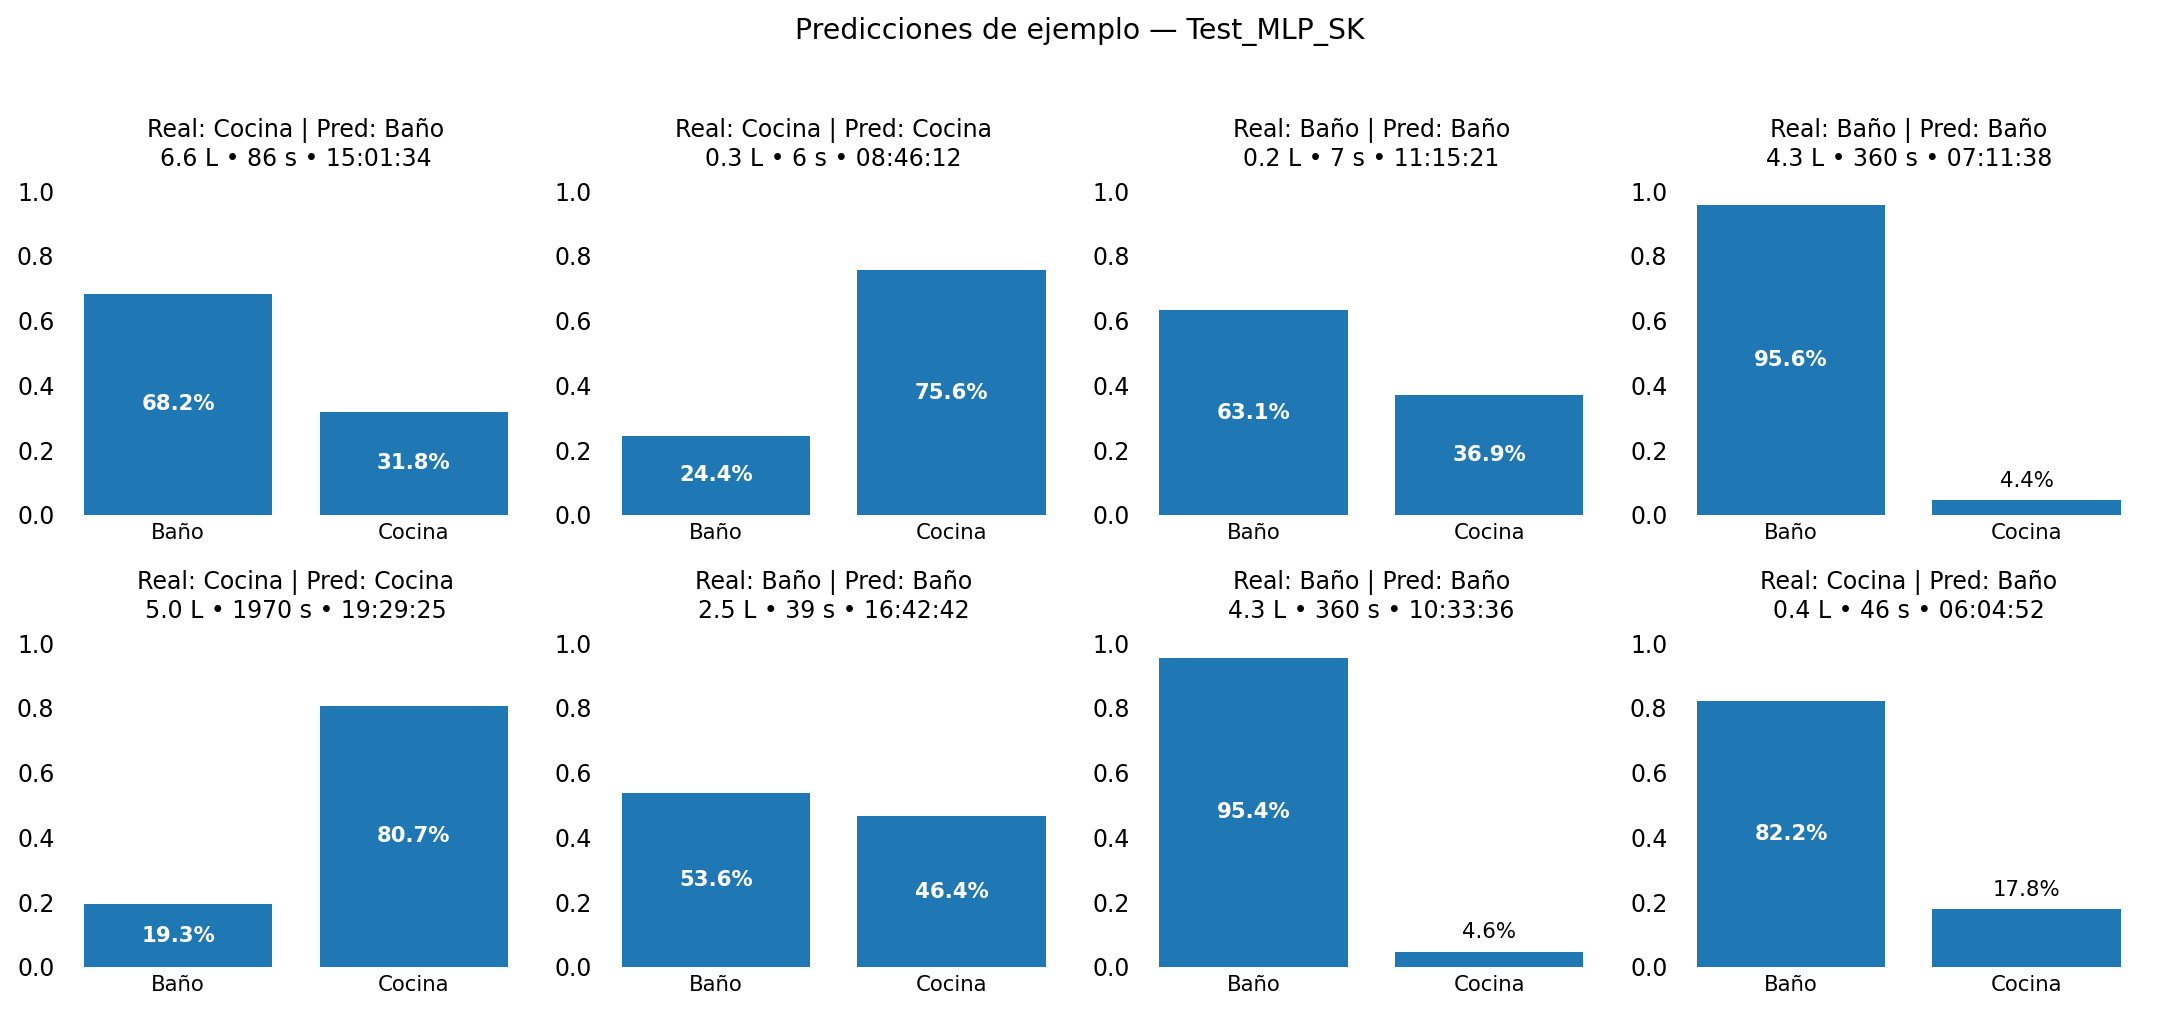 Predicciones de ejemplo — Test_MLP_SK
Real: Cocina | Pred: Baño
6.6 L • 86 s • 15:01:34
1.0
0.8
0.6
0.4
0.2
0.0
68.2%
31.8%
Baño
Cocina
Real: Cocina | Pred: Cocina
0.3 L • 6 s • 08:46:12
1.0
0.8
0.6
0.4
0.2
0.0
24.4%
75.6%
Baño
Cocina
Real: Baño | Pred: Baño
0.2 L • 7 s • 11:15:21
1.0
0.8
0.6
0.4
0.2
0.0
63.1%
36.9%
Baño
Cocina
Real: Baño | Pred: Baño
4.3 L • 360 s • 07:11:38
1.0
0.8
0.6
0.4
0.2
0.0
95.6%
4.4%
Baño
Cocina
Real: Cocina | Pred: Cocina
5.0 L • 1970 s • 19:29:25
1.0
0.8
0.6
0.4
0.2
0.0
19.3%
80.7%
Baño
Cocina
Real: Baño | Pred: Baño
2.5 L • 39 s • 16:42:42
1.0
0.8
0.6
0.4
0.2
0.0
53.6%
46.4%
Baño
Cocina
Real: Baño | Pred: Baño
4.3 L • 360 s • 10:33:36
1.0
0.8
0.6
0.4
0.2
0.0
95.4%
4.6%
Baño
Cocina
Real: Cocina | Pred: Baño
0.4 L • 46 s • 06:04:52
1.0
0.8
0.6
0.4
0.2
0.0
82.2%
17.8%
Baño
Cocina